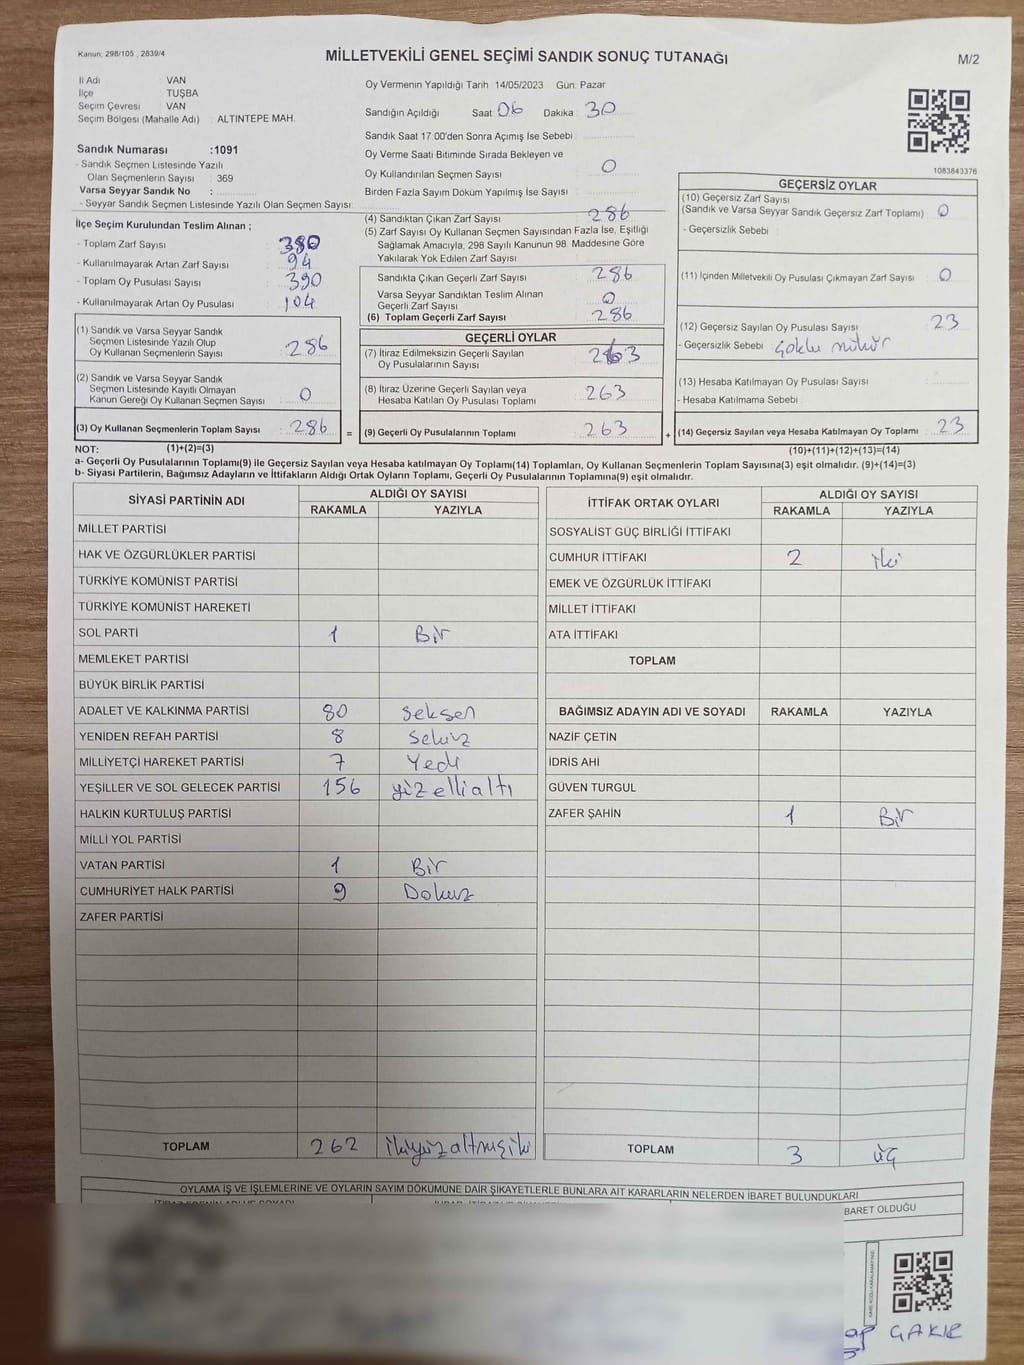 Kanun: 298/105 , 2839/4
MİLLETVEKİLİ GENEL SEÇİMİ SANDIK SONUÇ TUTANAĞI
M/2
İl Adı : VAN
İlçe : TUŞBA
Seçim Çevresi : VAN
Seçim Bölgesi (Mahalle Adı) : ALTINTEPE MAH.
Sandık Numarası :1091
- Sandık Seçmen Listesinde Yazılı
Olan Seçmenlerin Sayısı : 369
Varsa Seyyar Sandık No :
- Seyyar Sandık Seçmen Listesinde Yazılı Olan Seçmen Sayısı:
Oy Vermenin Yapıldığı Tarih :14/05/2023 Gün: Pazar
Sandığın Açıldığı Saat :06 Dakika :30
Sandık Saat 17:00'den Sonra Açımış İse Sebebi :
Oy Verme Saati Bitiminde Sırada Bekleyen ve
Oy Kullandırılan Seçmen Sayısı : 0
Birden Fazla Sayım Döküm Yapılmış İse Sayısı :
1083843376
İlçe Seçim Kurulundan Teslim Alınan ;
- Toplam Zarf Sayısı : 380
- Kullanılmayarak Artan Zarf Sayısı : 94
- Toplam Oy Pusulası Sayısı : 390
- Kullanılmayarak Artan Oy Pusulası : 104
(1) Sandık ve Varsa Seyyar Sandık
Seçmen Listesinde Yazılı Olup
Oy Kullanan Seçmenlerin Sayısı : 286
(2) Sandık ve Varsa Seyyar Sandık
Seçmen Listesinde Kayıtlı Olmayan
Kanun Gereği Oy Kullanan Seçmen Sayısı : 0
(3) Oy Kullanan Seçmenlerin Toplam Sayısı : 286
(4) Sandıktan Çıkan Zarf Sayısı : 286
(5) Zarf Sayısı Oy Kullanan Seçmen Sayısından Fazla İse, Eşitliği
Sağlamak Amacıyla, 298 Sayılı Kanunun 98. Maddesine Göre
Yakılarak Yok Edilen Zarf Sayısı :
Sandıkta Çıkan Geçerli Zarf Sayısı : 286
Varsa Seyyar Sandıktan Teslim Alınan
Geçerli Zarf Sayısı : 0
(6) Toplam Geçerli Zarf Sayısı : 286
GEÇERLİ OYLAR
(7) İtiraz Edilmeksizin Geçerli Sayılan
Oy Pusulalarının Sayısı : 263
(8) İtiraz Üzerine Geçerli Sayılan veya
Hesaba Katılan Oy Pusulası Toplamı : 263
= (9) Geçerli Oy Pusulalarının Toplamı : 263
GEÇERSİZ OYLAR
(10) Geçersiz Zarf Sayısı
(Sandık ve Varsa Seyyar Sandık Geçersiz Zarf Toplamı) : 0
- Geçersizlik Sebebi :
(11) İçinden Milletvekili Oy Pusulası Çıkmayan Zarf Sayısı : 0
(12) Geçersiz Sayılan Oy Pusulası Sayısı : 23
- Geçersizlik Sebebi : çoklu mühür
(13) Hesaba Katılmayan Oy Pusulası Sayısı :
- Hesaba Katılmama Sebebi :
+ (14) Geçersiz Sayılan veya Hesaba Katılmayan Oy Toplamı : 23
NOT: (1)+(2)=(3)
(10)+(11)+(12)+(13)=(14)
a- Geçerli Oy Pusulasının Toplamı(9) ile Geçersiz Sayılan veya Hesaba katılmayan Oy Toplamı(14) Toplamları, Oy Kullanan Seçmenlerin Toplam Sayısına(3) eşit olmalıdır. (9)+(14)=(3)
b- Siyasi Partilerin, Bağımsız Adayların ve İttifakların Aldığı Ortak Oyların Toplamı, Geçerli Oy Pusulalarının Toplamına(9) eşit olmalıdır.
SİYASİ PARTİNİN ADI ALDIĞI OY SAYISI
RAKAMLA YAZIYLA
MİLLET PARTİSİ
HAK VE ÖZGÜRLÜKLER PARTİSİ
TÜRKİYE KOMÜNİST PARTİSİ
TÜRKİYE KOMÜNİST HAREKETİ
SOL PARTİ 1 Bir
MEMLEKET PARTİSİ
BÜYÜK BİRLİK PARTİSİ
ADALET VE KALKINMA PARTİSİ 80 seksen
YENİDEN REFAH PARTİSİ 8 Sekiz
MİLLİYETÇİ HAREKET PARTİSİ 7 Yedi
YEŞİLLER VE SOL GELECEK PARTİSİ 156 yüzellialtı
HALKIN KURTULUŞ PARTİSİ
MİLLİ YOL PARTİSİ
VATAN PARTİSİ 1 Bir
CUMHURİYET HALK PARTİSİ 9 Dokuz
ZAFER PARTİSİ
TOPLAM 262 ikiyüzaltmışiki
İTTİFAK ORTAK OYLARI ALDIĞI OY SAYISI
RAKAMLA YAZIYLA
SOSYALİST GÜÇ BİRLİĞİ İTTİFAKI
CUMHUR İTTİFAKI 2 iki
EMEK VE ÖZGÜRLÜK İTTİFAKI
MİLLET İTTİFAKI
ATA İTTİFAKI
TOPLAM
BAĞIMSIZ ADAYIN ADI VE SOYADI RAKAMLA YAZIYLA
NAZİF ÇETİN
İDRİS AHİ
GÜVEN TURGUL
ZAFER ŞAHİN 1 Bir
TOPLAM 3 üç
OYLAMA İŞ VE İŞLEMLERİNE VE OYLARIN SAYIM DÖKÜMÜNE DAİR ŞİKAYETLERLE BUNLARA AİT KARARLARIN NELERDEN İBARET BULUNDUKLARI
BARET OLDUĞU
ap ÇAKIR